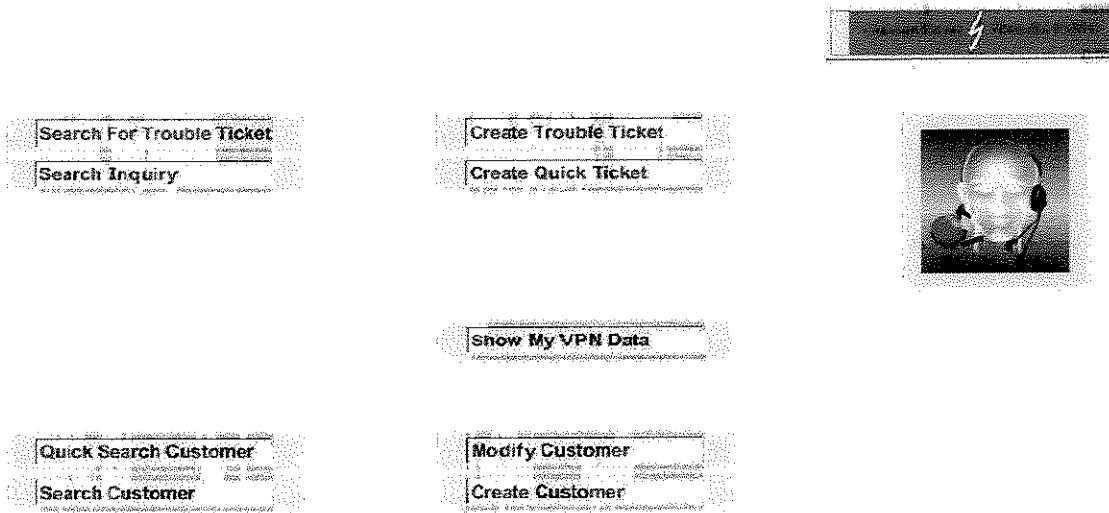 Search For Trouble Ticket
Search Inquiry
Create Trouble Ticket
Create Quick Ticket
Show My VPN Data
Quick Search Customer
Search Customer
Modify Customer
Create Customer